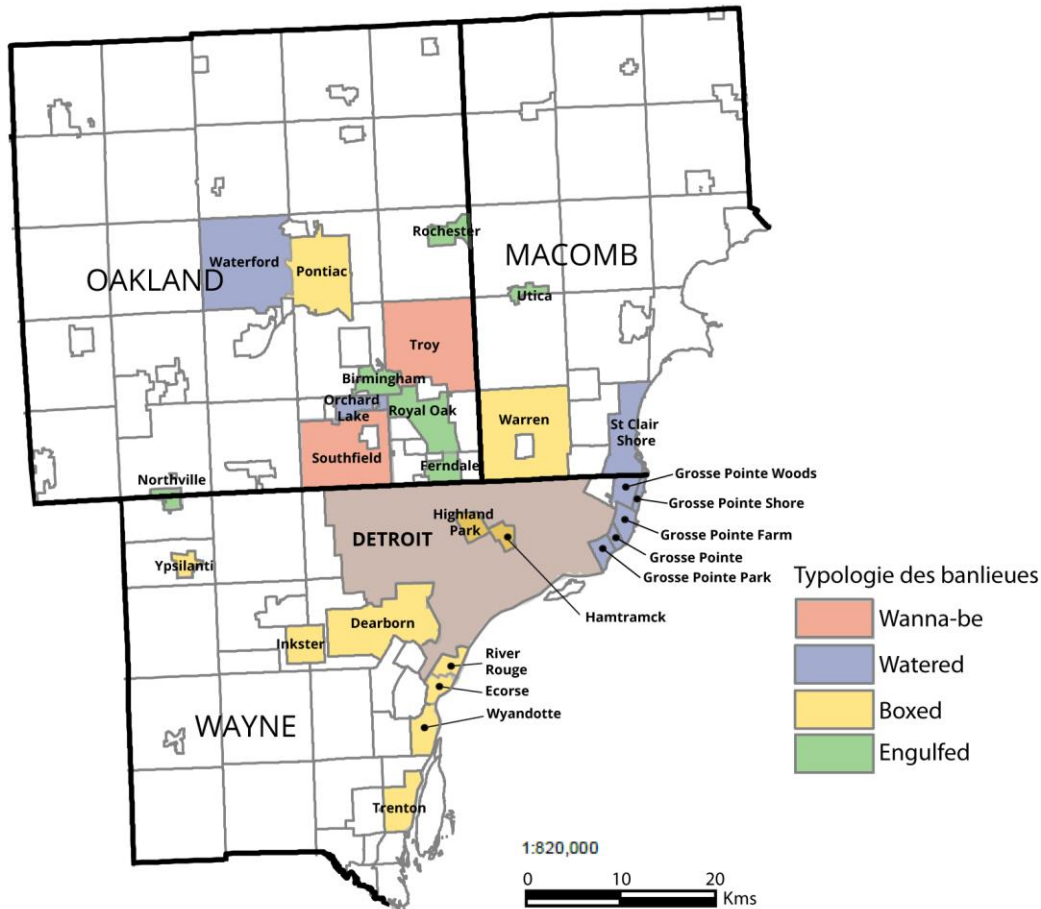 Rochester
OAKLAND
Waterford
Pontiac
MACOMB
Utica
Troy
Birmingham
Orchard
Lake
Royal Oak
Warren
St Clair
Shore
Southfield
Ferndale
Northville
Grosse Pointe Woods
Grosse Pointe Shore
Grosse Pointe Farm
Grosse Pointe
Grosse Pointe Park
Highland
Park
DETROIT
Ypsilanti
Hamtramck
Dearborn
Inkster
River
Rouge
Ecorse
Wyandotte
WAYNE
Trenton
Typologie des banlieues
Wanna-be
Watered
Boxed
Engulfed
1:820,000
0 10 20
Kms